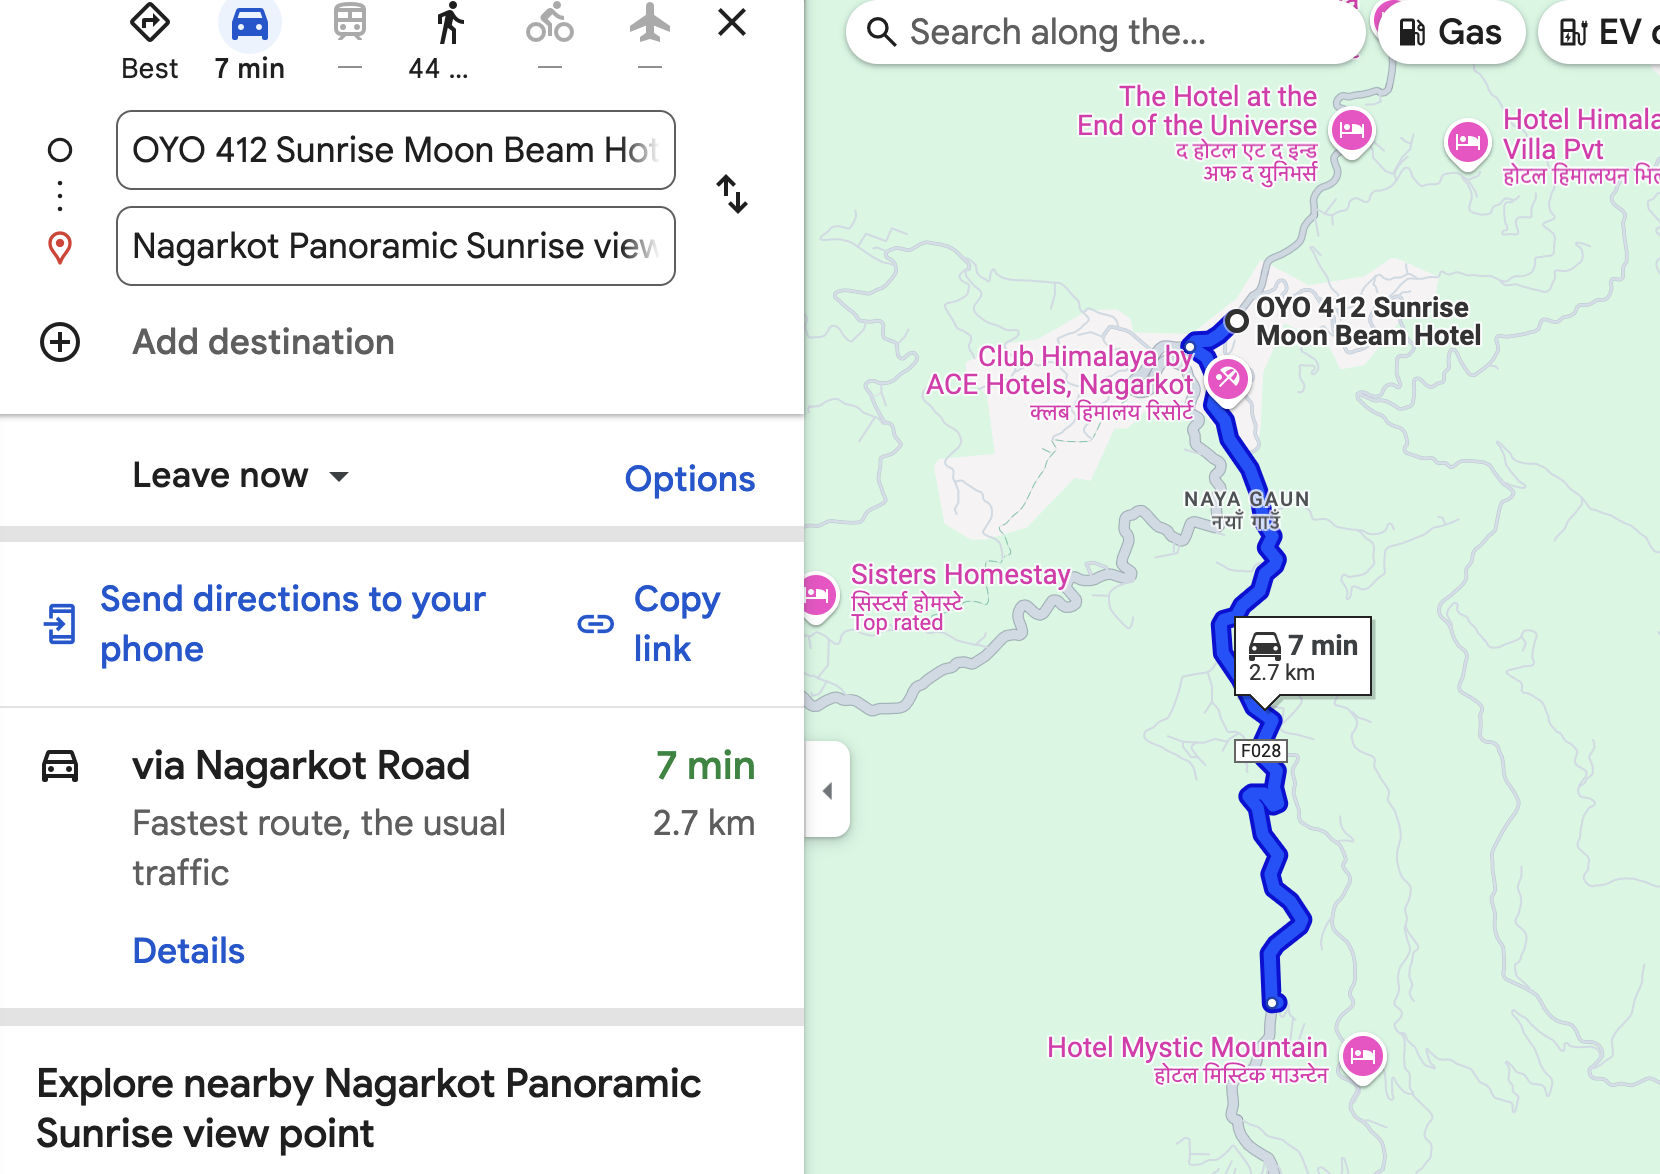 Best
7 min
—
44 ...
—
—
OYO 412 Sunrise Moon Beam Hot
Nagarkot Panoramic Sunrise view
Add destination
Leave now
Options
Send directions to your
phone
Copy
link
via Nagarkot Road
7 min
Fastest route, the usual
traffic
2.7 km
Details
Explore nearby Nagarkot Panoramic
Sunrise view point
Search along the...
Gas
EV
The Hotel at the
End of the Universe
द होटल एट द इन्ड
अफ द युनिभर्स
Hotel Himala
Villa Pvt
होटल हिमालयन भि
OYO 412 Sunrise
Moon Beam Hotel
Club Himalaya by
ACE Hotels, Nagarkot
क्लब हिमालय रिसोर्ट
NAYA GAUN
नयाँ गाउँ
Sisters Homestay
सिस्टर्स होमस्टे
Top rated
7 min
2.7 km
F028
Hotel Mystic Mountain
होटल मिस्टिक माउन्टेन